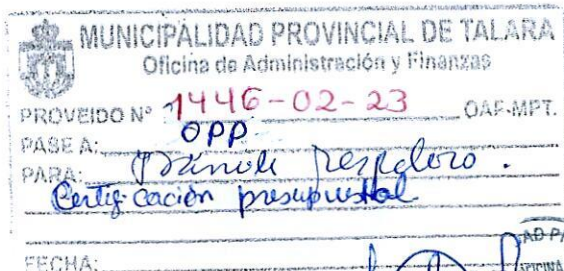 MUNICIPALIDAD PROVINCIAL DE TALARA
Oficina de Administración y Finanzas
PROVEIDO Nº 1446-02-23 OAF-MPT.
PASE A: OPP
PARA:
Certificación presupuestal
FECHA: